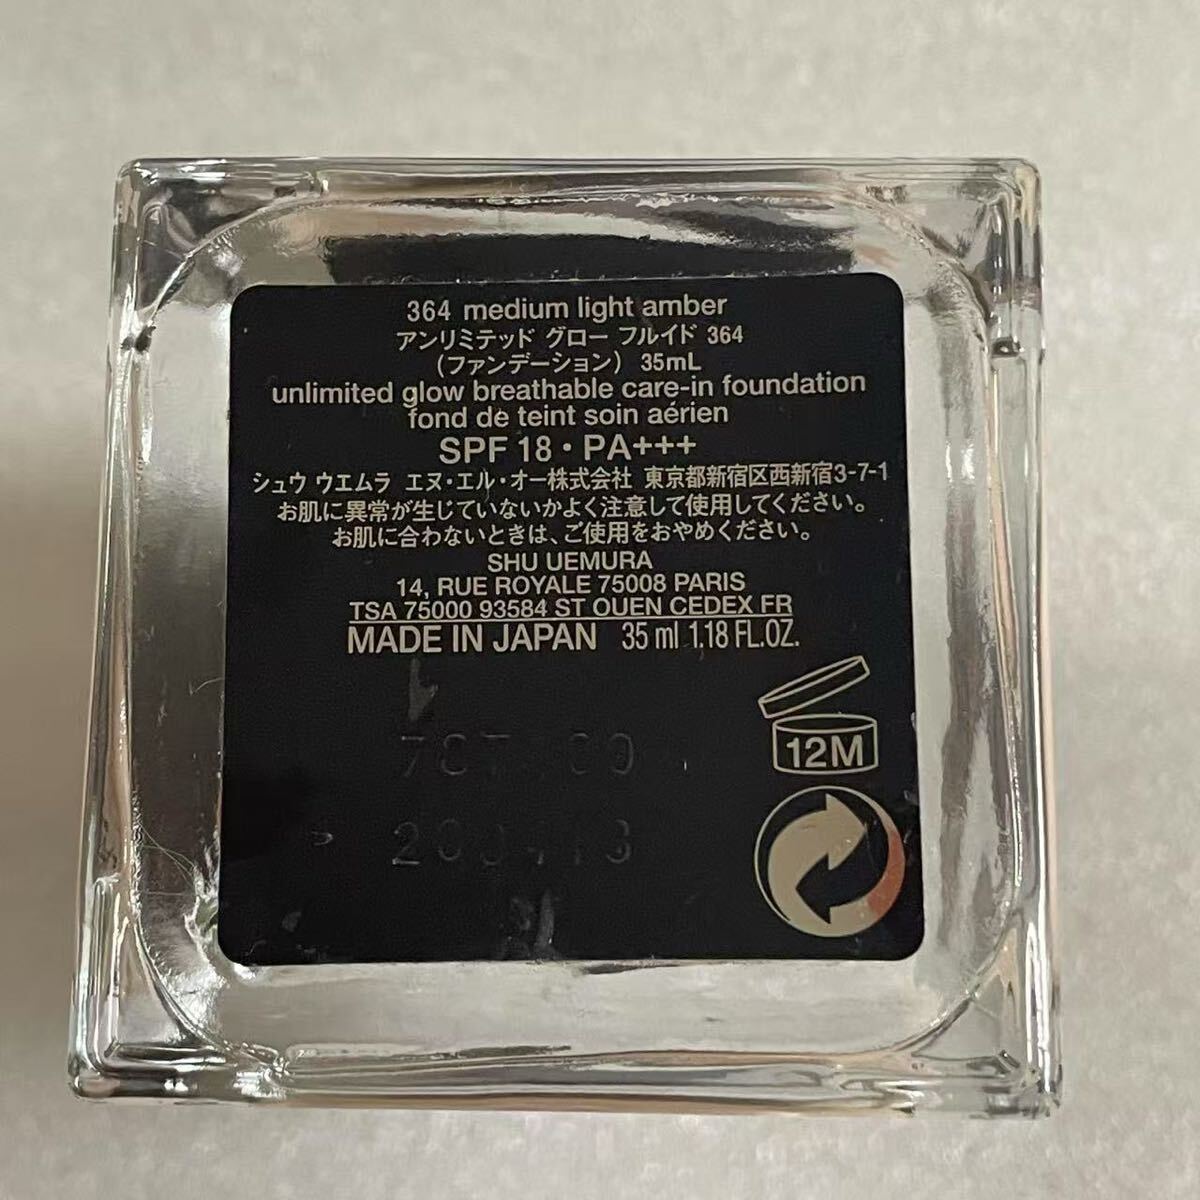 364 medium light amber
アンリミテッド グロー フルイド 364
(ファンデーション) 35mL
unlimited glow breathable care-in foundation
fond de teint soin aérien
SPF 18・PA+++
シュウ ウエムラ エヌ・エル・オー株式会社 東京都新宿区西新宿3-7-1
お肌に異常が生じていないかよく注意して使用してください。
お肌に合わないときは、ご使用をおやめください。
SHU UEMURA
14, RUE ROYALE 75008 PARIS
TSA 75000 93584 ST OUEN CEDEX FR
MADE IN JAPAN 35 ml 1.18 FL.OZ.
12M